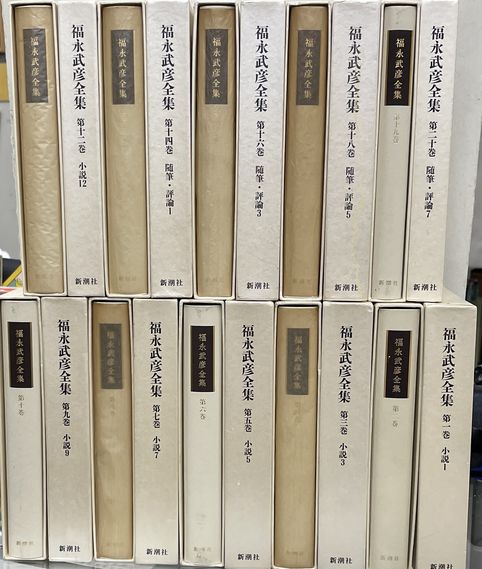 福永武彦全集
福永武彦全集 第十二巻 小説12 新潮社
福永武彦全集
福永武彦全集 第十四巻 随筆・評論1 新潮社
福永武彦全集
福永武彦全集 第十六巻 随筆・評論3 新潮社
福永武彦全集
福永武彦全集 第十八巻 随筆・評論5 新潮社
福永武彦全集 第十九巻 新潮社
福永武彦全集 第二十巻 随筆・評論7 新潮社
福永武彦全集 第十巻 新潮社
福永武彦全集 第九巻 小説9 新潮社
福永武彦全集
福永武彦全集 第七巻 小説7 新潮社
福永武彦全集 第六巻 新潮社
福永武彦全集 第五巻 小説5 新潮社
福永武彦全集
福永武彦全集 第三巻 小説3 新潮社
福永武彦全集 新潮社
福永武彦全集 第一巻 小説1 新潮社